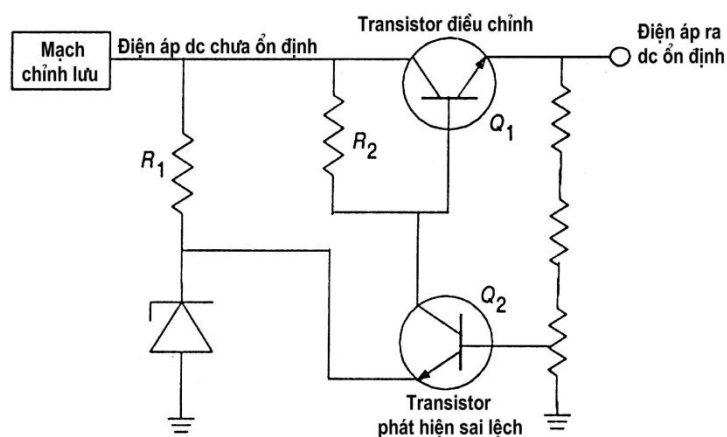 Transistor điều chỉnh
Điện áp ra
dc ổn định
Mạch
chỉnh lưu
Điện áp dc chưa ổn định
Q1
R2
R1
Q2
Transistor
phát hiện sai lệch